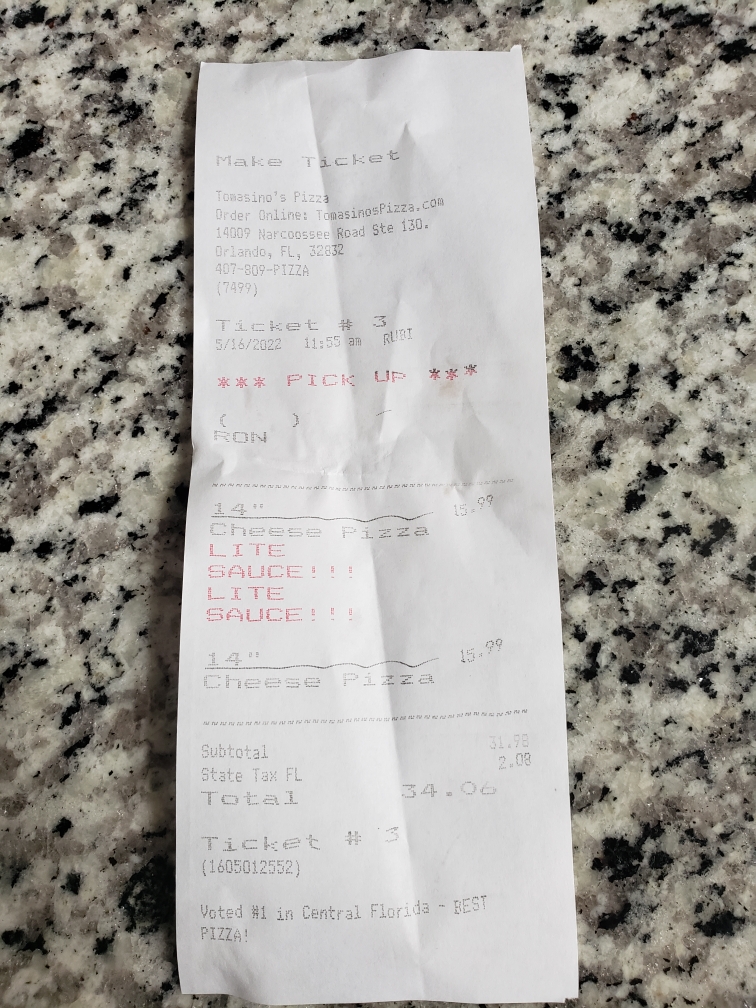 Make Ticket
Tomasino's Pizza
Order Online: TomasinosPizza.com
14009 Narcoossee Road Ste 130.
Orlando, FL, 32832
407-809-PIZZA
(7499)
Ticket # 3
5/16/2022 11:55 am RUBI
*** PICK UP ***
( ) -
RON
~~~~~~~~~~~~~~~~~~~~~~~~~~~~~~~~~~~~~~~~
14" 15.99
Cheese Pizza
LITE
SAUCE!!!
LITE
SAUCE!!!
14" 15.99
Cheese Pizza
~~~~~~~~~~~~~~~~~~~~~~~~~~~~~~~~~~~~~~~~
Subtotal 31.98
State Tax FL 2.08
Total 34.06
Ticket # 3
(1605012552)
Voted #1 in Central Florida - BEST
PIZZA!